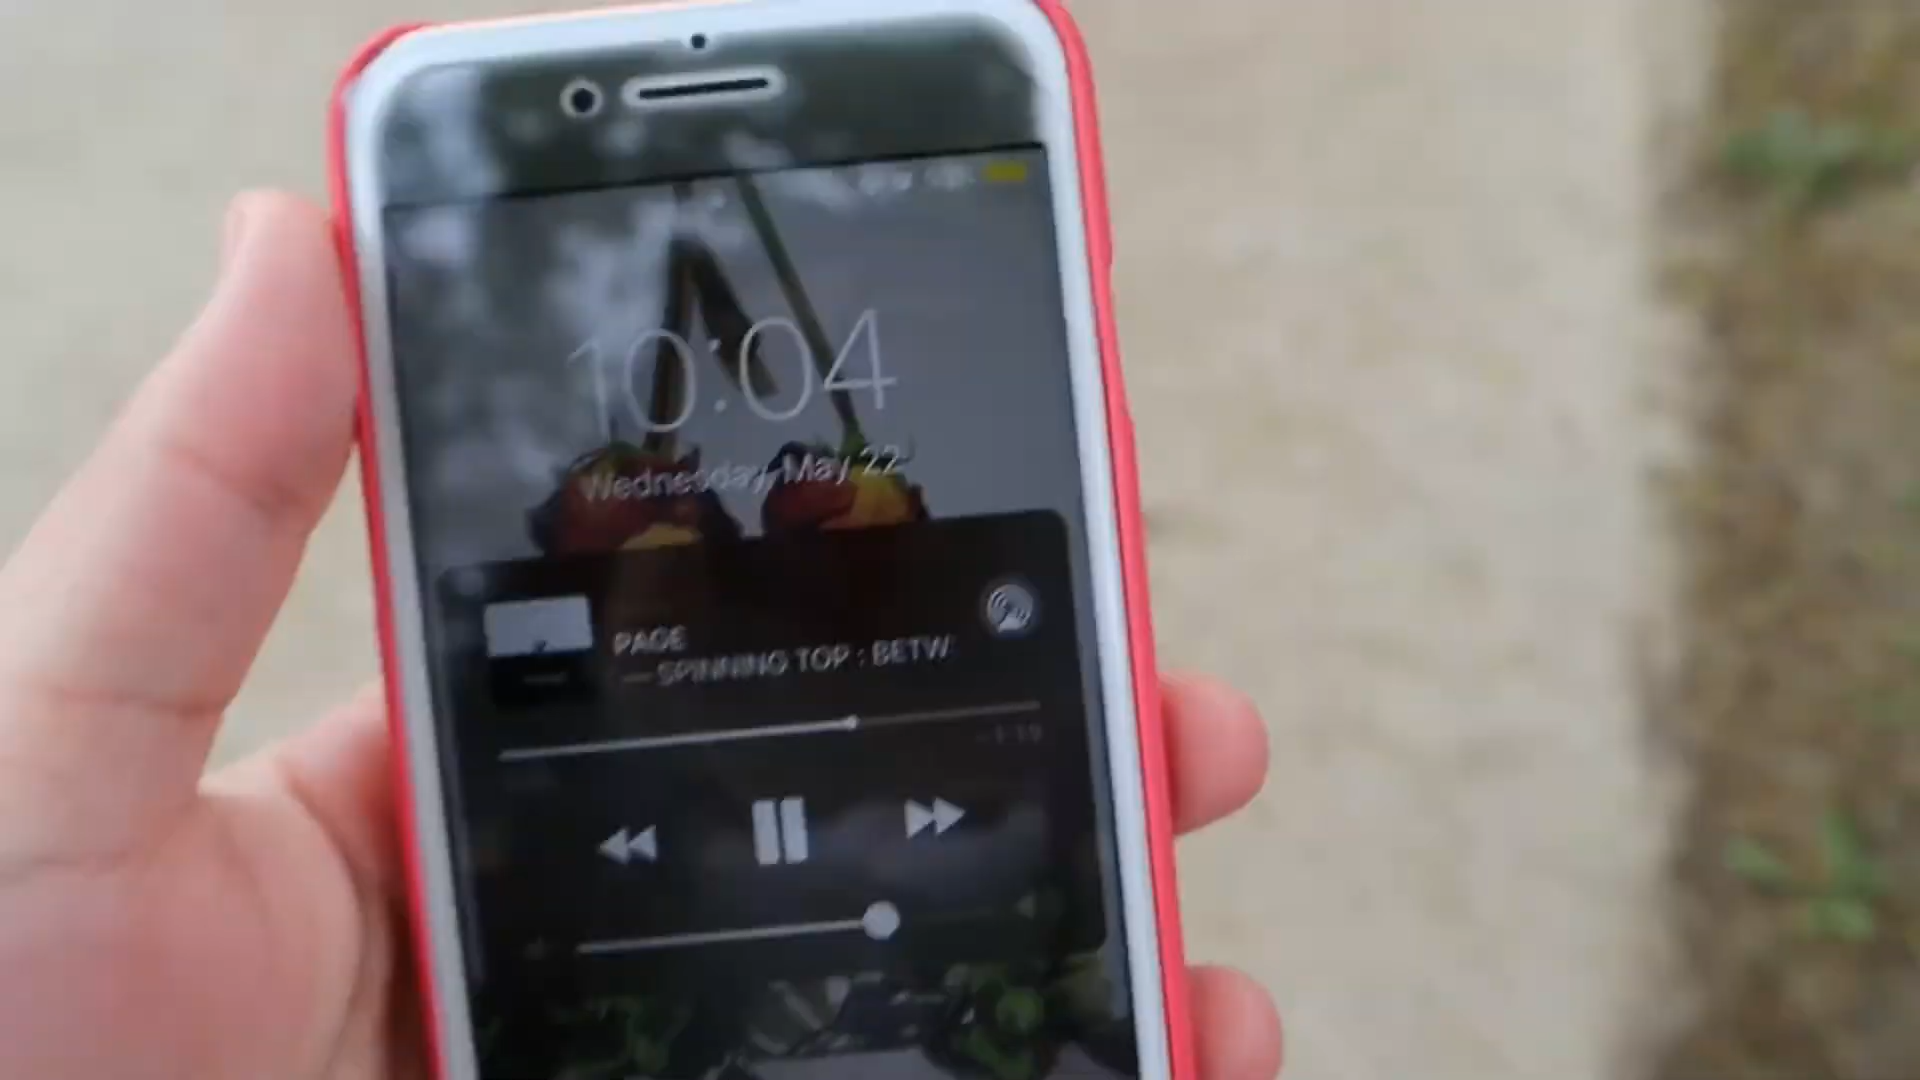 10:04
Wednesday, May 22
PAGE
— SPINNING TOP : BETW